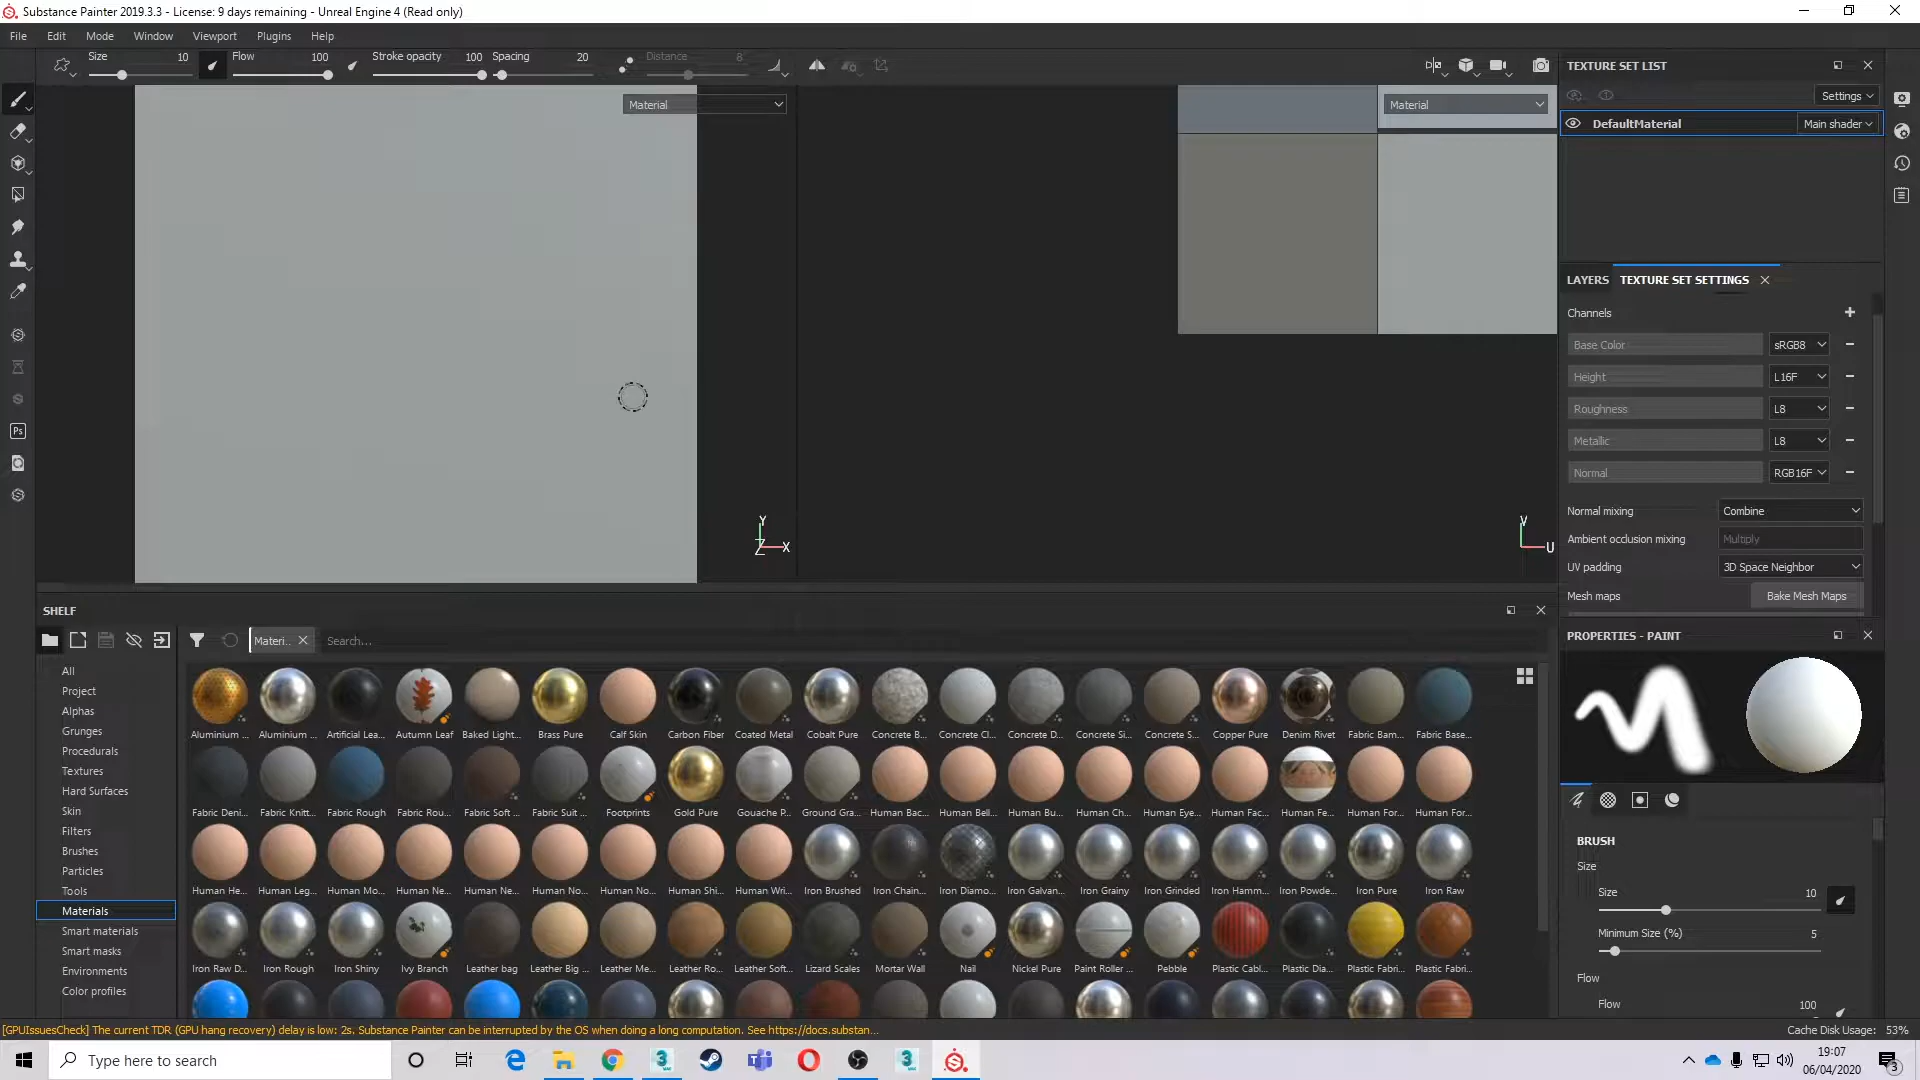 Substance Painter 2019.3.3 - License: 9 days remaining - Unreal Engine 4 (Read only)
File Edit Mode Window Viewport Plugins Help
Size 10 Flow 100 Stroke opacity 100 Spacing 20 Distance 8
Material
Material
TEXTURE SET LIST
Settings
DefaultMaterial Main shader
LAYERS TEXTURE SET SETTINGS
Channels
Base Color sRGB8
Height L16F
Roughness L8
Metallic L8
Normal RGB16F
Normal mixing Combine
Ambient occlusion mixing Multiply
UV padding 3D Space Neighbor
Mesh maps Bake Mesh Maps
Y
Z X
V
U
Ps
SHELF
Materi.. Search...
All
Project
Alphas
Grunges
Procedurals
Textures
Hard Surfaces
Skin
Filters
Brushes
Particles
Tools
Materials
Smart materials
Smart masks
Environments
Color profiles
Aluminium ... Aluminium ... Artificial Lea... Autumn Leaf Baked Light... Brass Pure Calf Skin Carbon Fiber Coated Metal Cobalt Pure Concrete B... Concrete Cl... Concrete D... Concrete Si... Concrete S... Copper Pure Denim Rivet Fabric Bam... Fabric Base...
Fabric Deni... Fabric Knitt... Fabric Rough Fabric Rou... Fabric Soft ... Fabric Suit ... Footprints Gold Pure Gouache P... Ground Gra... Human Bac... Human Bell... Human Bu... Human Ch... Human Eye... Human Fac... Human Fe... Human For... Human For...
Human He... Human Leg... Human Mo... Human Ne... Human Ne... Human No... Human No... Human Shi... Human Wri... Iron Brushed Iron Chain... Iron Diamo... Iron Galvan... Iron Grainy Iron Grinded Iron Hamm... Iron Powde... Iron Pure Iron Raw
Iron Raw D... Iron Rough Iron Shiny Ivy Branch Leather bag Leather Big ... Leather Me... Leather Ro... Leather Soft... Lizard Scales Mortar Wall Nail Nickel Pure Paint Roller ... Pebble Plastic Cabl... Plastic Dia... Plastic Fabri... Plastic Fabri...
PROPERTIES - PAINT
BRUSH
Size
Size 10
Minimum Size (%) 5
Flow
Flow 100
[GPUIssuesCheck] The current TDR (GPU hang recovery) delay is low: 2s, Substance Painter can be interrupted by the OS when doing a long computation. See https://docs.substan...
Cache Disk Usage: 53%
Type here to search
19:07
06/04/2020
3